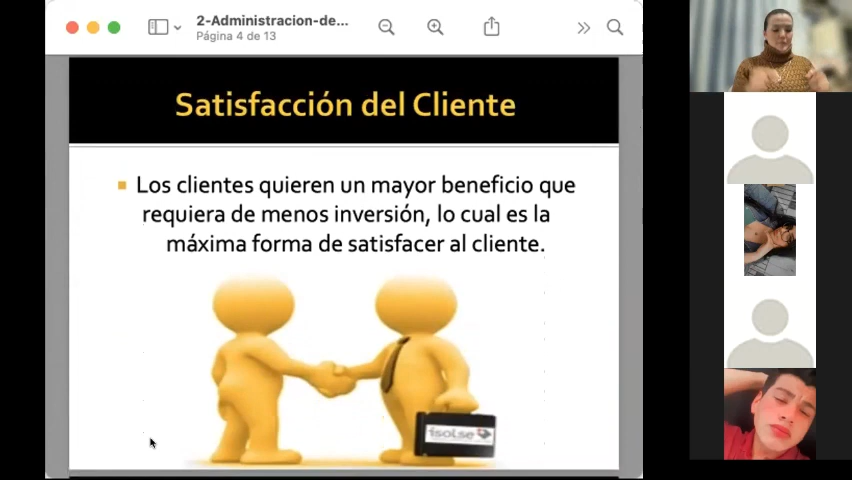 2-Administracion-de...
Página 4 de 13
Satisfacción del Cliente
Los clientes quieren un mayor beneficio que
requiera de menos inversión, lo cual es la
máxima forma de satisfacer al cliente.
isolse